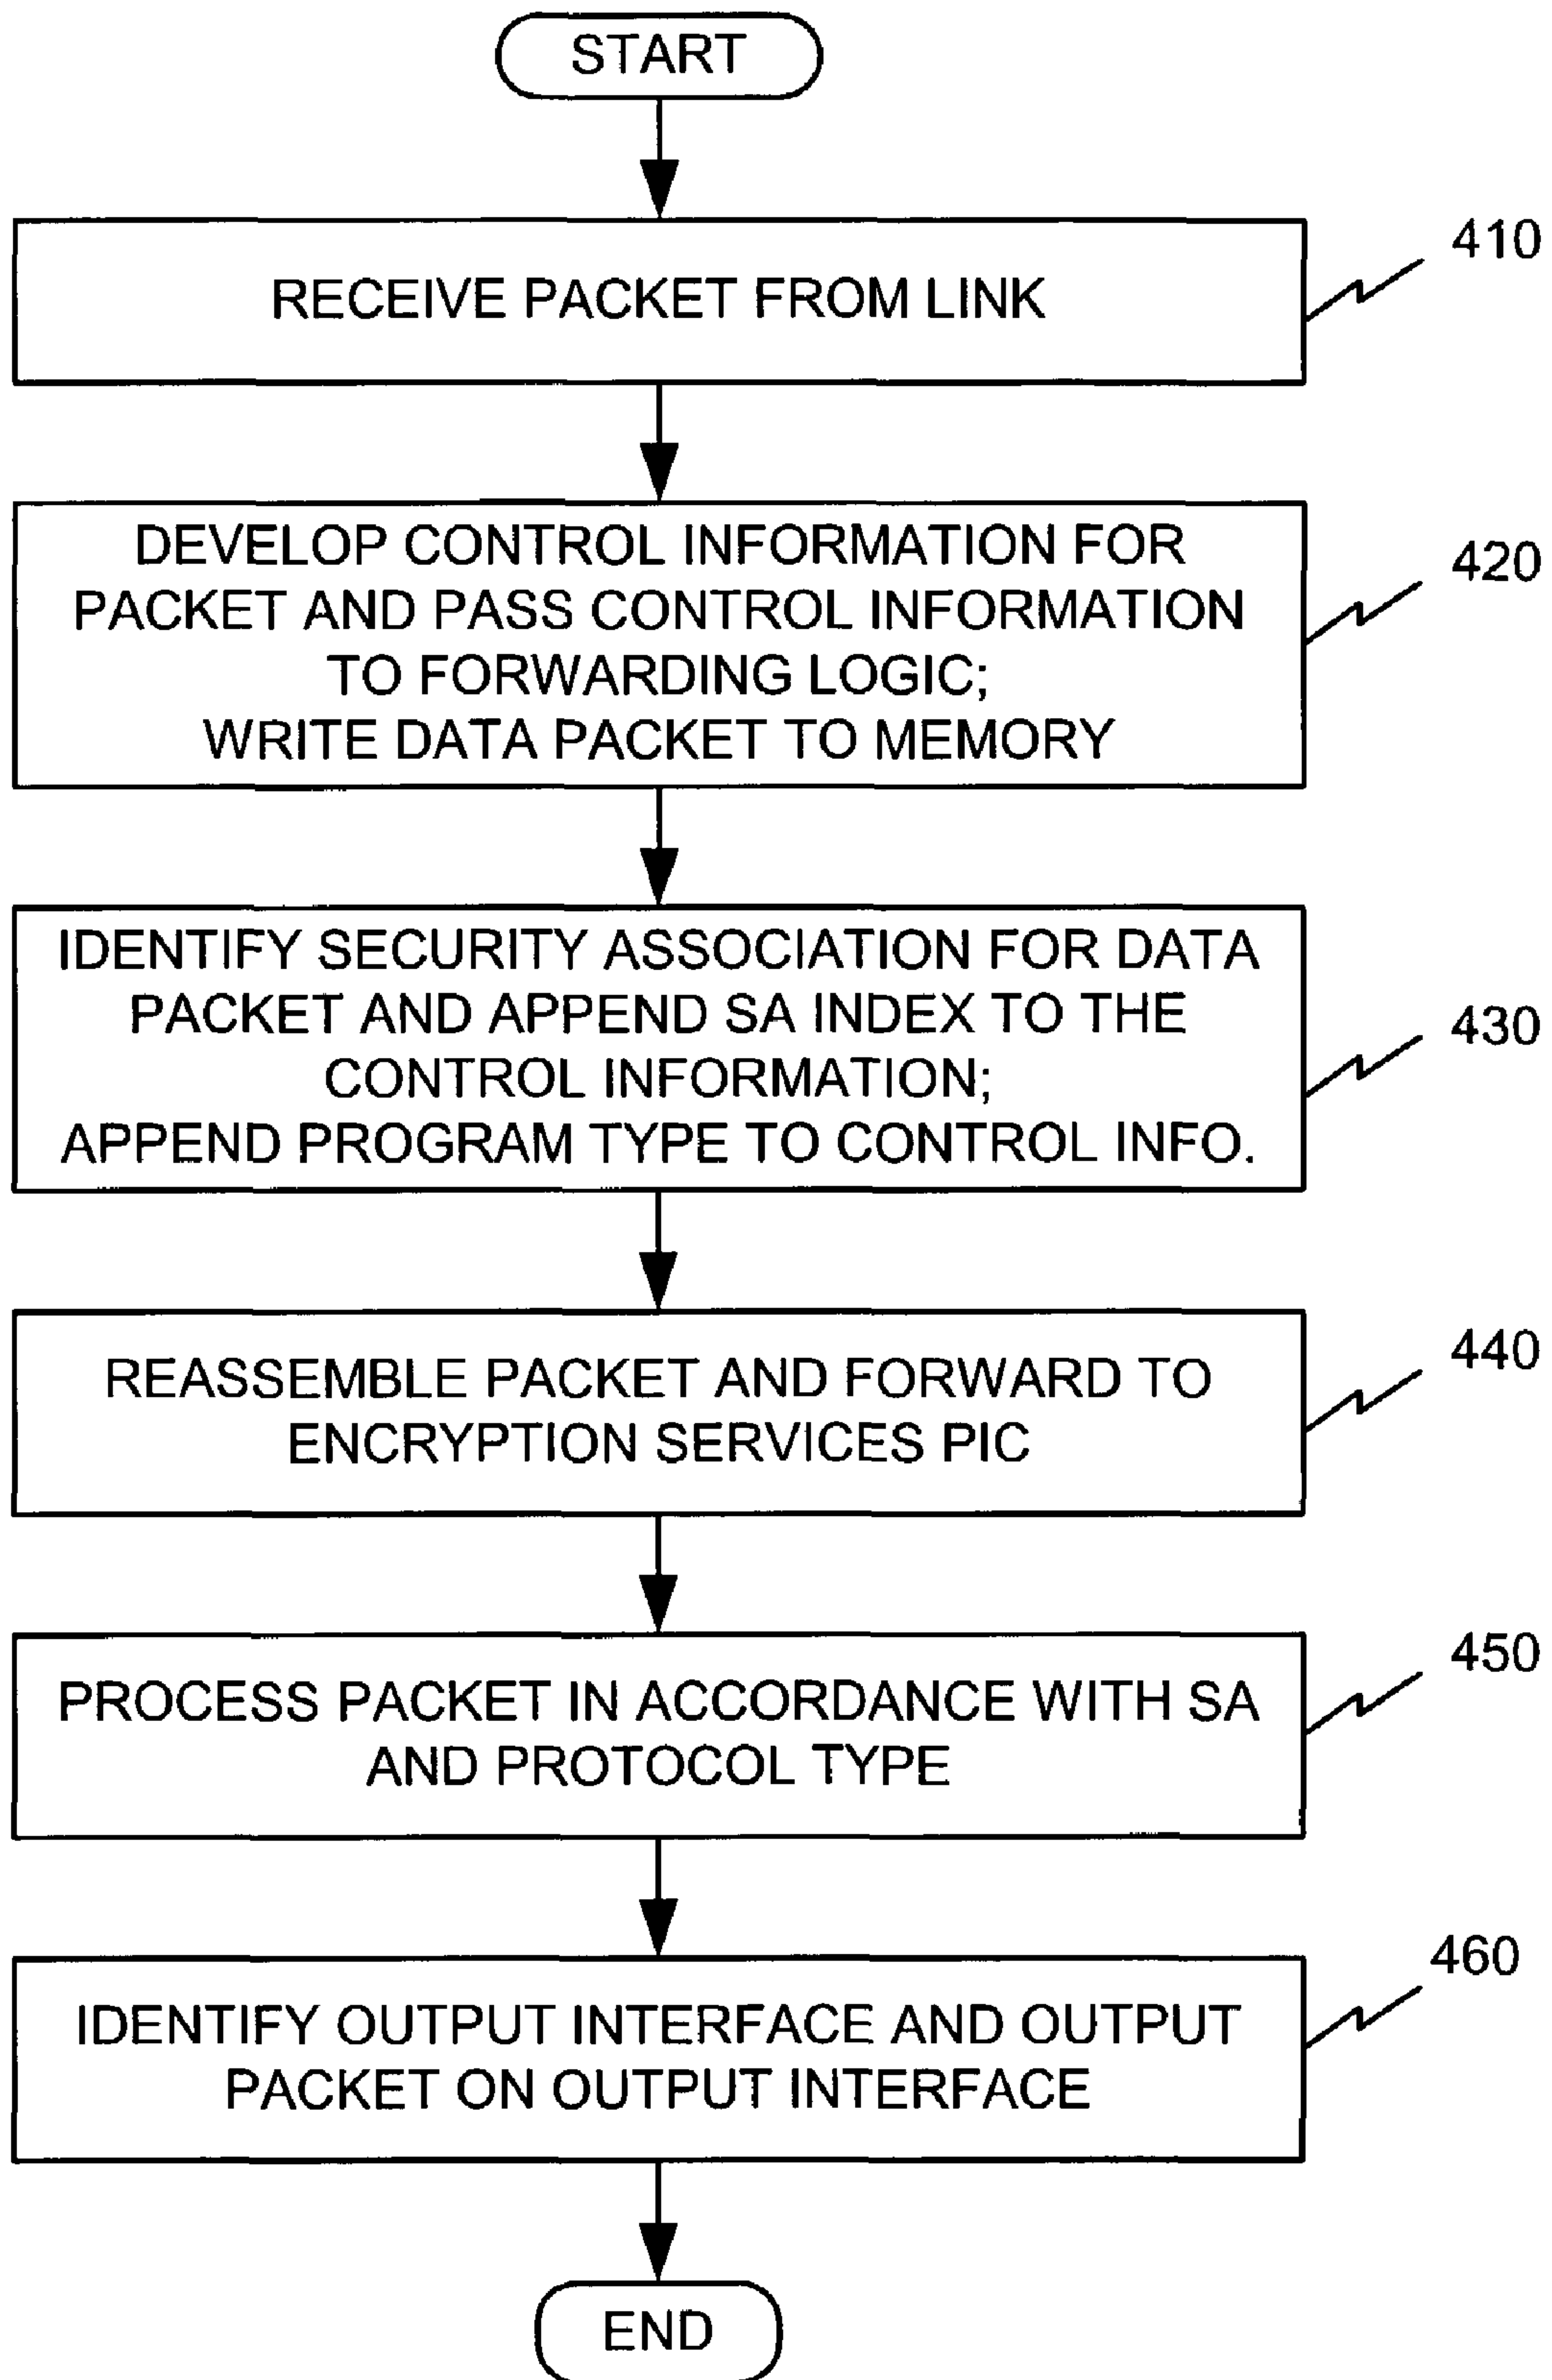 START
RECEIVE PACKET FROM LINK
410
DEVELOP CONTROL INFORMATION FOR
PACKET AND PASS CONTROL INFORMATION
TO FORWARDING LOGIC;
WRITE DATA PACKET TO MEMORY
420
IDENTIFY SECURITY ASSOCIATION FOR DATA
PACKET AND APPEND SA INDEX TO THE
CONTROL INFORMATION;
APPEND PROGRAM TYPE TO CONTROL INFO.
430
REASSEMBLE PACKET AND FORWARD TO
ENCRYPTION SERVICES PIC
440
PROCESS PACKET IN ACCORDANCE WITH SA
AND PROTOCOL TYPE
450
IDENTIFY OUTPUT INTERFACE AND OUTPUT
PACKET ON OUTPUT INTERFACE
460
END